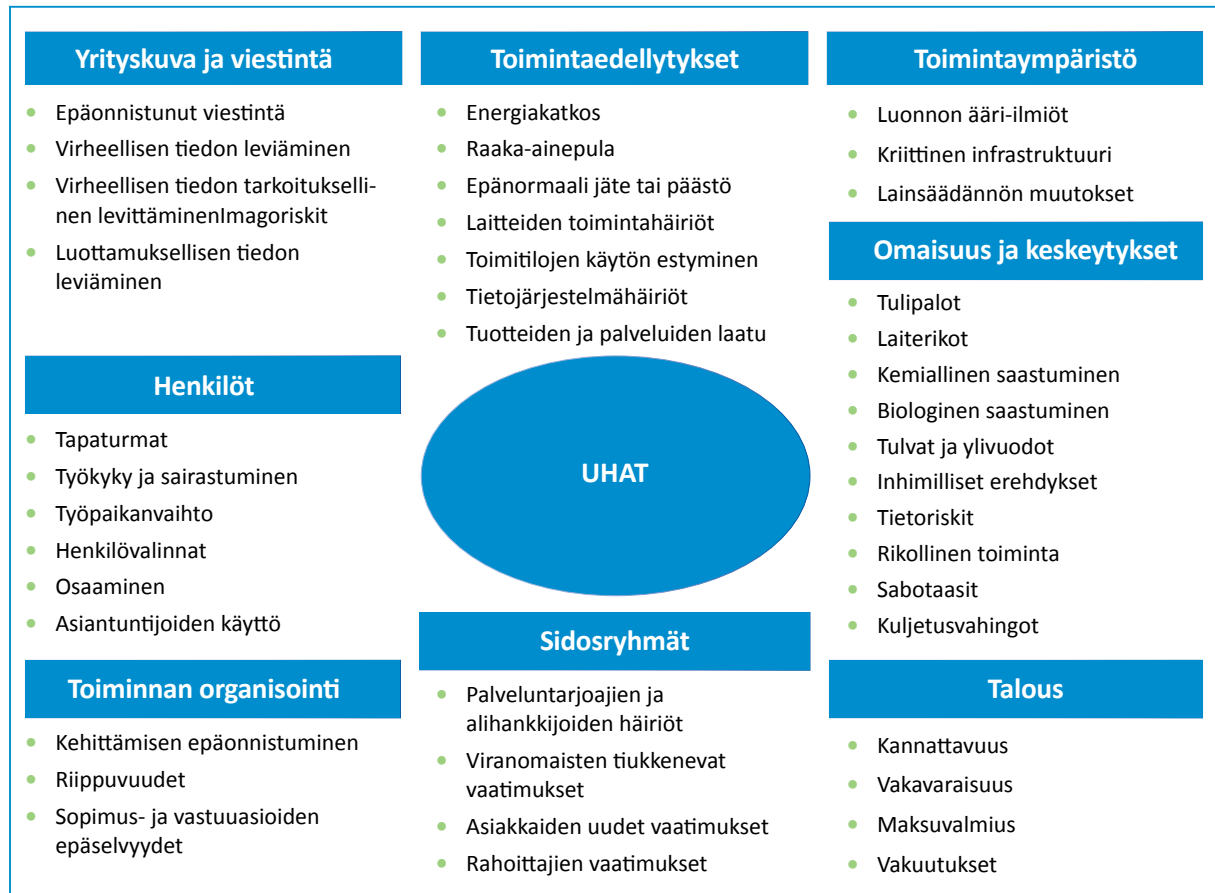 Yrityskuva ja viestintä
Epäonnistunut viestintä
Virheellisen tiedon leviäminen
Virheellisen tiedon tarkoitukselli-
nen levittäminenImagoriskit
Luottamuksellisen tiedon
leviäminen
Henkilöt
Tapaturmat
Työkyky ja sairastuminen
Työpaikanvaihto
Henkilövalinnat
Osaaminen
Asiantuntijoiden käyttö
Toiminnan organisointi
Kehittämisen epäonnistuminen
Riippuvuudet
Sopimus- ja vastuuasioiden
epäselvyydet
Toimintaedellytykset
Energiakatkos
Raaka-ainepula
Epänormaali jäte tai päästö
Laitteiden toimintahäiriöt
Toimitilojen käytön estyminen
Tietojärjestelmähäiriöt
Tuotteiden ja palveluiden laatu
UHAT
Sidosryhmät
Palveluntarjoajien ja
alihankkijoiden häiriöt
Viranomaisten tiukkenevat
vaatimukset
Asiakkaiden uudet vaatimukset
Rahoittajien vaatimukset
Toimintaympäristö
Luonnon ääri-ilmiöt
Kriittinen infrastruktuuri
Lainsäädännön muutokset
Omaisuus ja keskeytykset
Tulipalot
Laiterikot
Kemiallinen saastuminen
Biologinen saastuminen
Tulvat ja ylivuodot
Inhimilliset erehdykset
Tietoriskit
Rikollinen toiminta
Sabotaasit
Kuljetusvahingot
Talous
Kannattavuus
Vakavaraisuus
Maksuvalmius
Vakuutukset